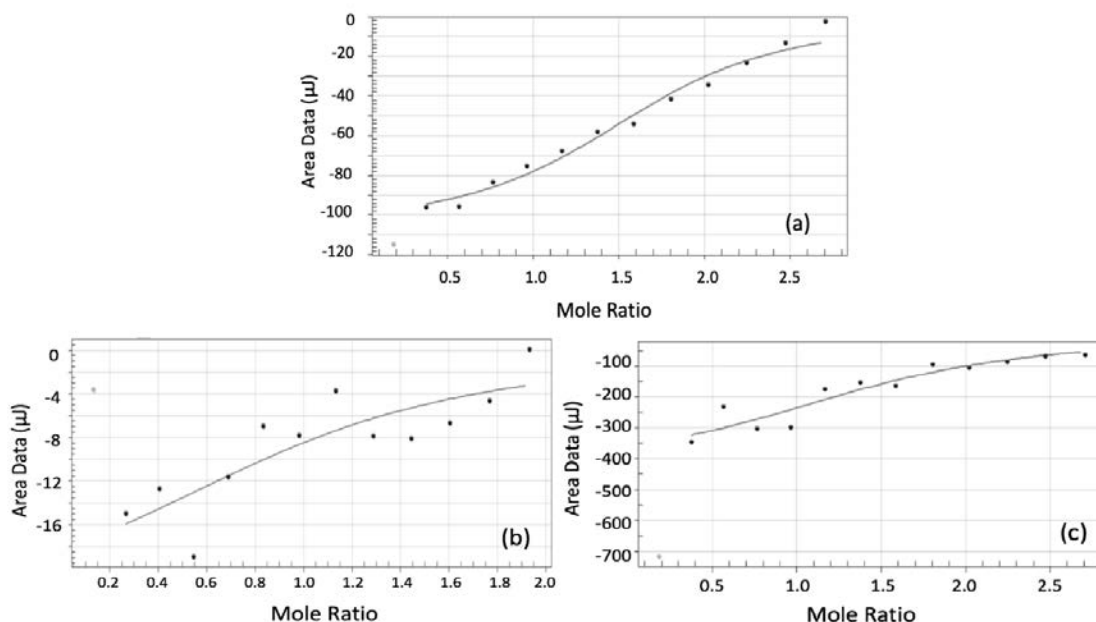 0
-20
-40
-60
-80
-100
-120
Area Data (µJ)
(a)
0.5 1.0 1.5 2.0 2.5
Mole Ratio
0
-4
-8
-12
-16
Area Data (µJ)
(b)
0.2 0.4 0.6 0.8 1.0 1.2 1.4 1.6 1.8 2.0
Mole Ratio
-100
-200
-300
-400
-500
-600
-700
Area Data (µJ)
(c)
0.5 1.0 1.5 2.0 2.5
Mole Ratio